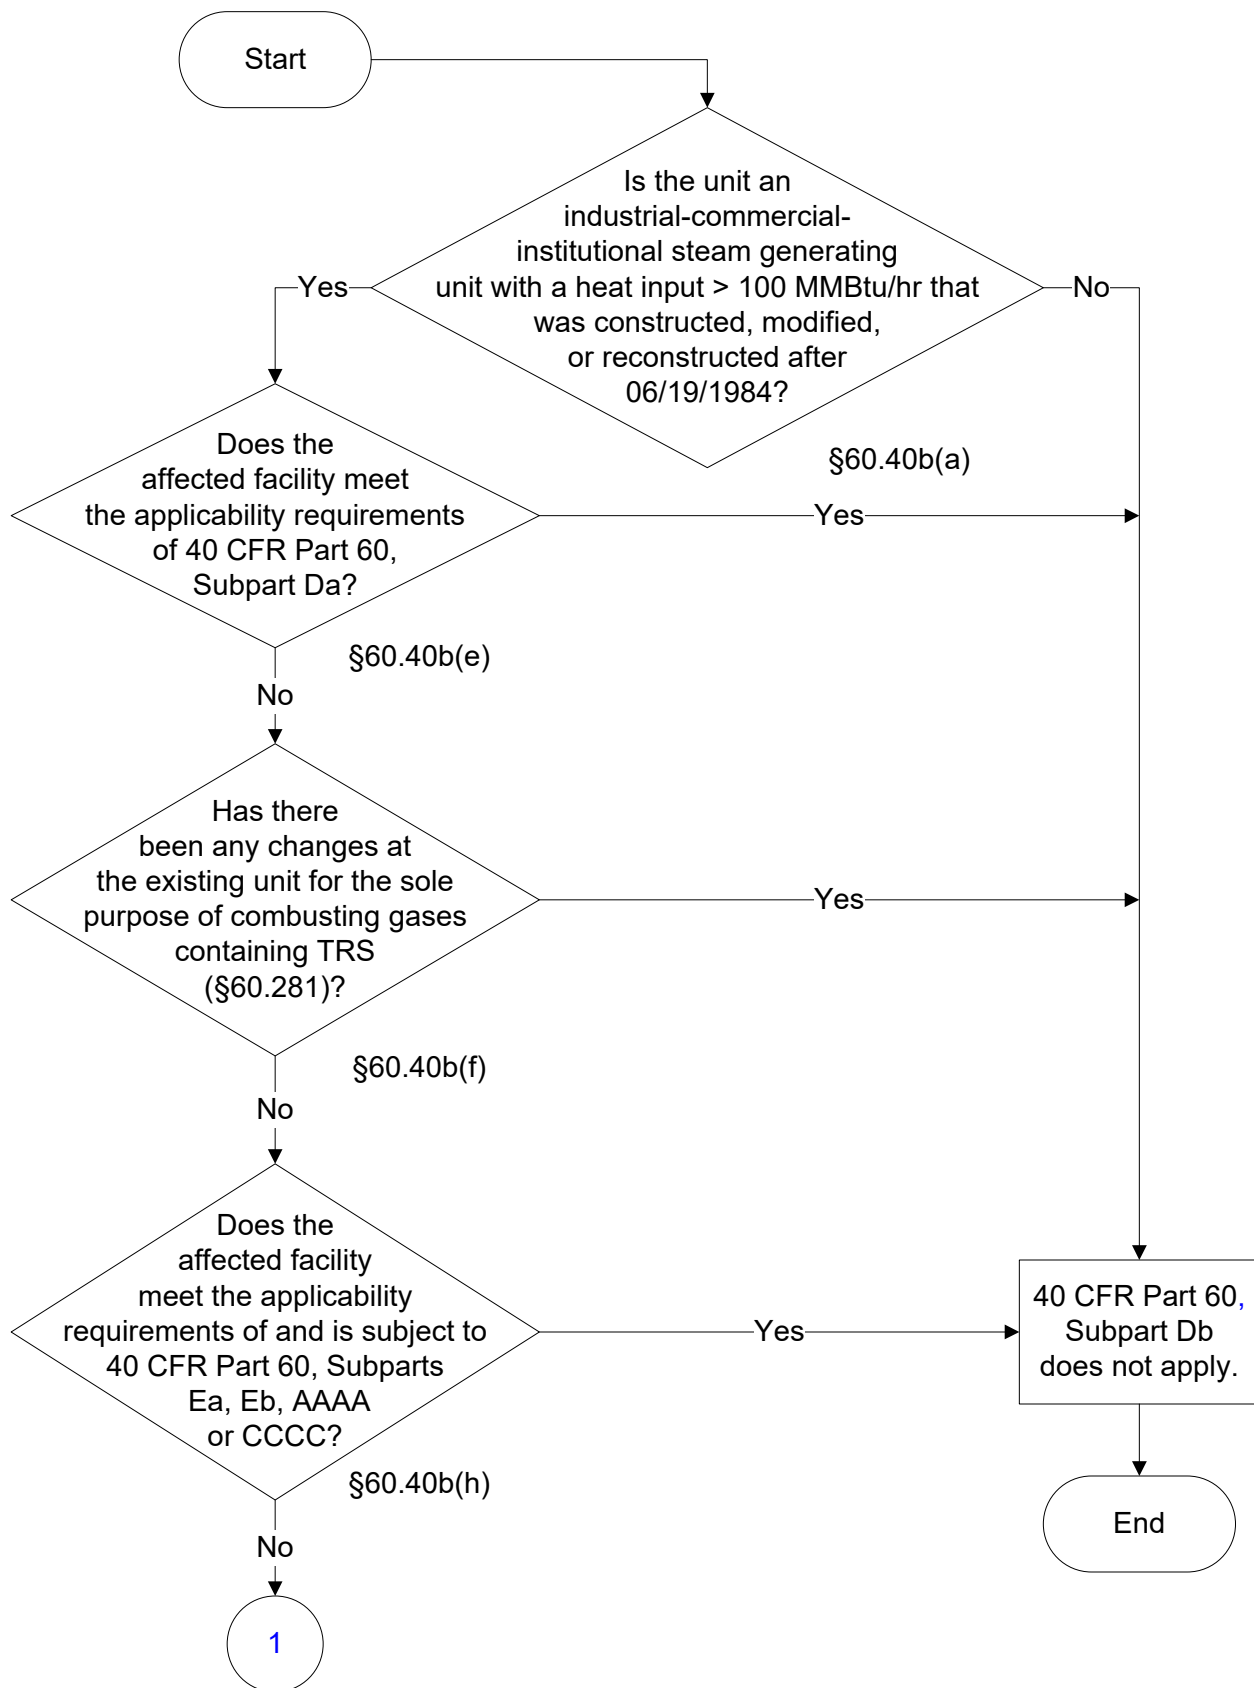 Start
Is the unit an
industrial-commercial-
institutional steam generating
unit with a heat input > 100 MMBtu/hr that
was constructed, modified,
or reconstructed after
06/19/1984?
Yes
No
§60.40b(a)
Does the
affected facility meet
the applicability requirements
of 40 CFR Part 60,
Subpart Da?
Yes
§60.40b(e)
No
Has there
been any changes at
the existing unit for the sole
purpose of combusting gases
containing TRS
(§60.281)?
Yes
§60.40b(f)
No
Does the
affected facility
meet the applicability
requirements of and is subject to
40 CFR Part 60, Subparts
Ea, Eb, AAAA
or CCCC?
Yes
§60.40b(h)
No
1
40 CFR Part 60,
Subpart Db
does not apply.
End